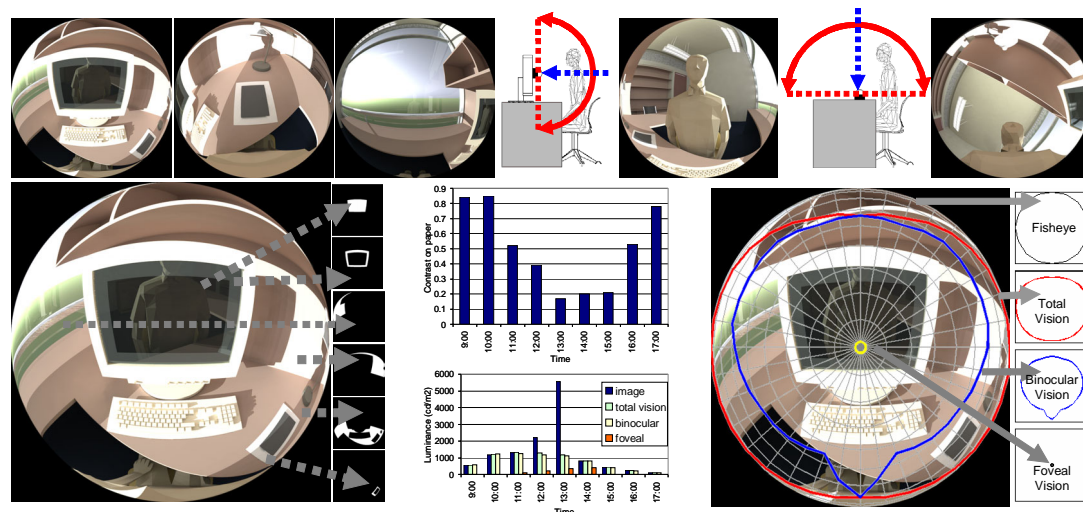 Contrast on paper
0.9
0.8
0.7
0.6
0.5
0.4
0.3
0.2
0.1
0
9:00
10:00
11:00
12:00
13:00
14:00
15:00
16:00
17:00
Time
Luminance (cd/m2)
6000
5000
4000
3000
2000
1000
0
image
total vision
binocular
foveal
9:00
10:00
11:00
12:00
13:00
14:00
15:00
16:00
17:00
Time
Fisheye
Total
Vision
Binocular
Vision
Foveal
Vision